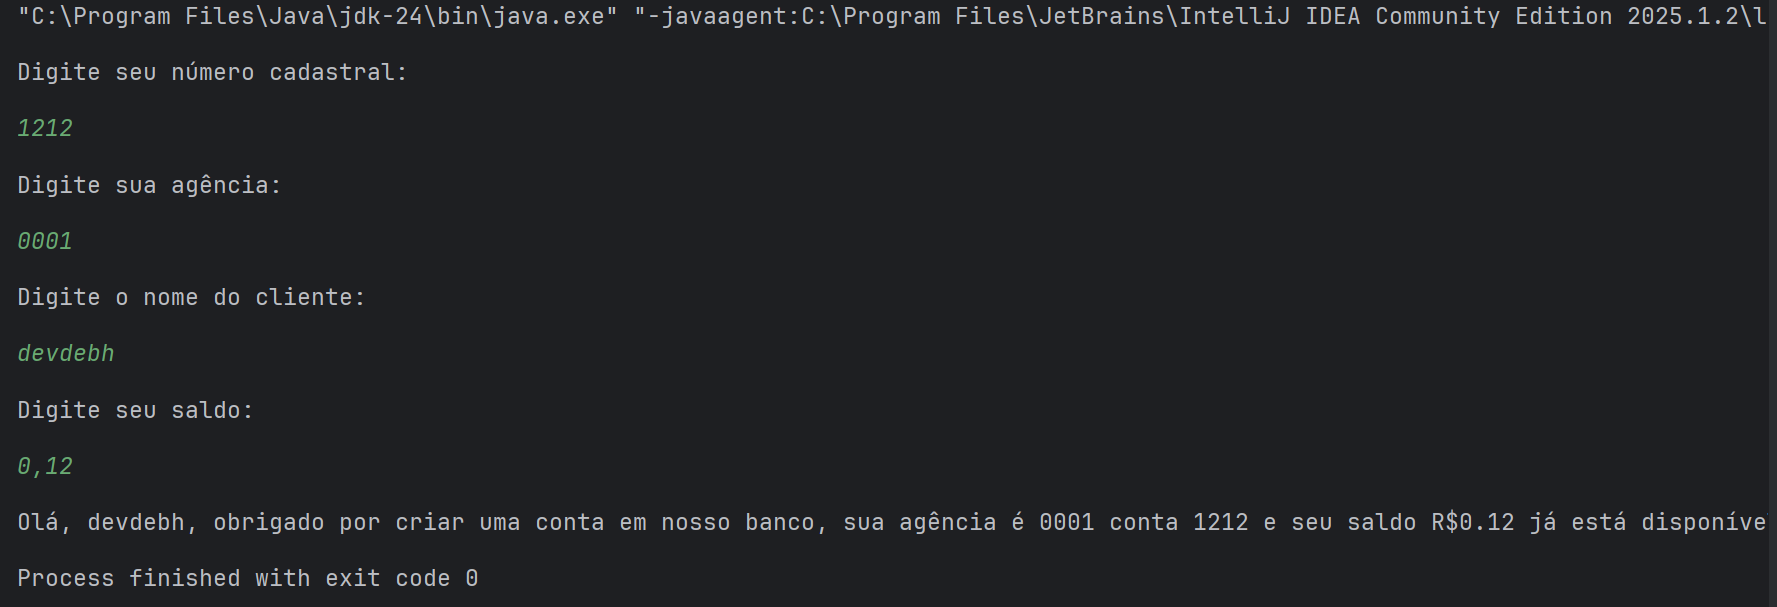 "C:\Program Files\Java\jdk-24\bin\java.exe" "-javaagent:C:\Program Files\JetBrains\IntelliJ IDEA Community Edition 2025.1.2\l
Digite seu número cadastral:
1212
Digite sua agência:
0001
Digite o nome do cliente:
devdebh
Digite seu saldo:
0,12
Olá, devdebh, obrigado por criar uma conta em nosso banco, sua agência é 0001 conta 1212 e seu saldo R$0.12 já está disponíve
Process finished with exit code 0